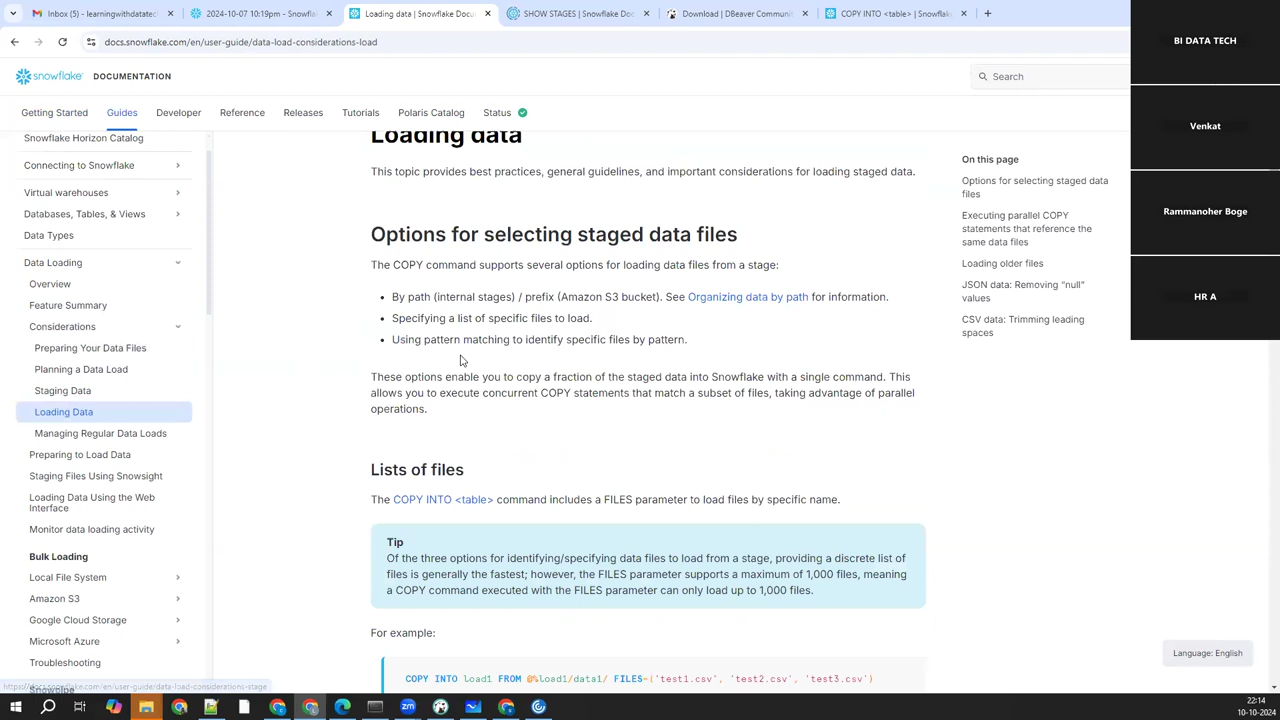 Inbox (5) - learningwithdatatec
2024-10-07 10:19pm - Snowfla
Loading data | Snowflake Docum
SHOW STAGES | Snowflake Doc
Download | DBeaver Communit
COPY INTO <table> | Snowflake
docs.snowflake.com/en/user-guide/data-load-considerations-load
BI DATA TECH
Venkat
Rammanoher Boge
HR A
snowflake DOCUMENTATION
Search
Getting Started
Guides
Developer
Reference
Releases
Tutorials
Polaris Catalog
Status
Snowflake Horizon Catalog
Connecting to Snowflake
Virtual warehouses
Databases, Tables, & Views
Data Types
Data Loading
Overview
Feature Summary
Considerations
Preparing Your Data Files
Planning a Data Load
Staging Data
Loading Data
Managing Regular Data Loads
Preparing to Load Data
Staging Files Using Snowsight
Loading Data Using the Web
Interface
Monitor data loading activity
Bulk Loading
Local File System
Amazon S3
Google Cloud Storage
Microsoft Azure
Troubleshooting
Snowpipe
https://docs.snowflake.com/en/user-guide/data-load-considerations-stage
Loading data
This topic provides best practices, general guidelines, and important considerations for loading staged data.
Options for selecting staged data files
The COPY command supports several options for loading data files from a stage:
• By path (internal stages) / prefix (Amazon S3 bucket). See Organizing data by path for information.
• Specifying a list of specific files to load.
• Using pattern matching to identify specific files by pattern.
These options enable you to copy a fraction of the staged data into Snowflake with a single command. This
allows you to execute concurrent COPY statements that match a subset of files, taking advantage of parallel
operations.
Lists of files
The COPY INTO <table> command includes a FILES parameter to load files by specific name.
Tip
Of the three options for identifying/specifying data files to load from a stage, providing a discrete list of
files is generally the fastest; however, the FILES parameter supports a maximum of 1,000 files, meaning
a COPY command executed with the FILES parameter can only load up to 1,000 files.
For example:
COPY INTO load1 FROM @%load1/data1/ FILES=('test1.csv', 'test2.csv', 'test3.csv')
On this page
Options for selecting staged data
files
Executing parallel COPY
statements that reference the
same data files
Loading older files
JSON data: Removing “null”
values
CSV data: Trimming leading
spaces
Language: English
22:14
10-10-2024